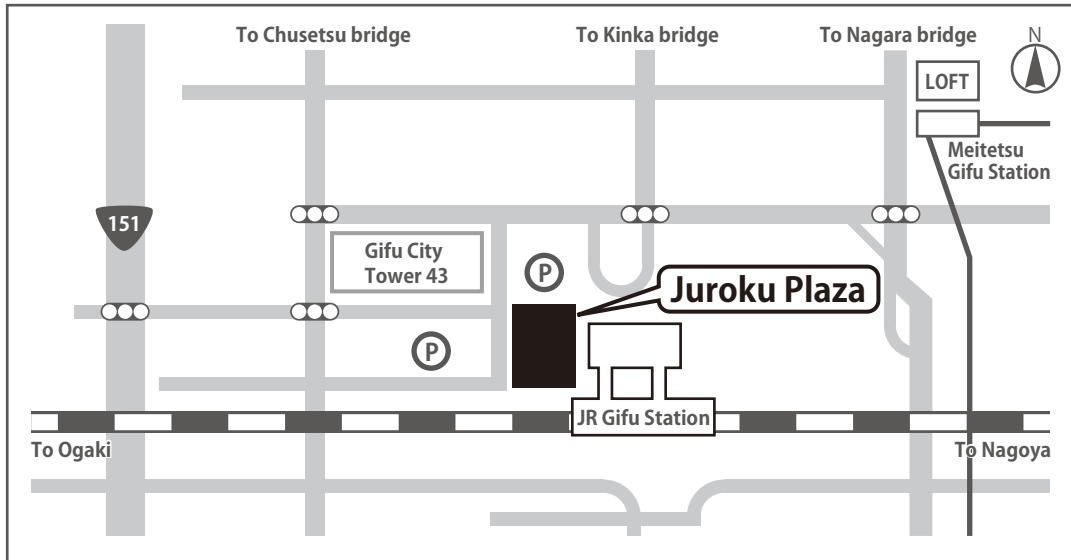 To Chusetsu bridge
To Kinka bridge
To Nagara bridge
N
LOFT
Meitetsu
Gifu Station
151
Gifu City
Tower 43
P
Juroku Plaza
P
JR Gifu Station
To Ogaki
To Nagoya